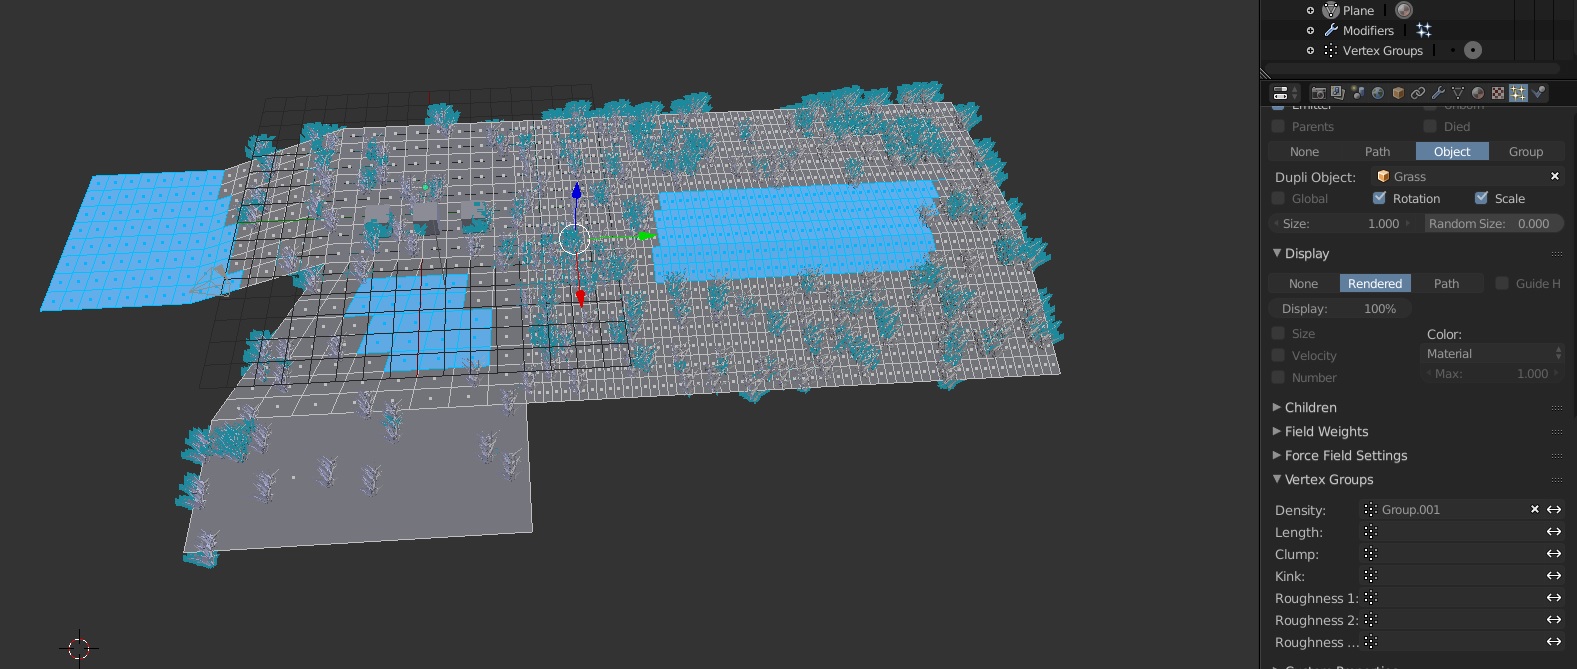 Plane
Modifiers
Vertex Groups
Emitter
Unborn
Parents
Died
None Path Object Group
Dupli Object: Grass
Global Rotation Scale
Size: 1.000 Random Size: 0.000
Display
None Rendered Path Guide H
Display: 100%
Size Color:
Velocity Material
Number Max: 1.000
Children
Field Weights
Force Field Settings
Vertex Groups
Density: Group.001
Length:
Clump:
Kink:
Roughness 1:
Roughness 2:
Roughness ...